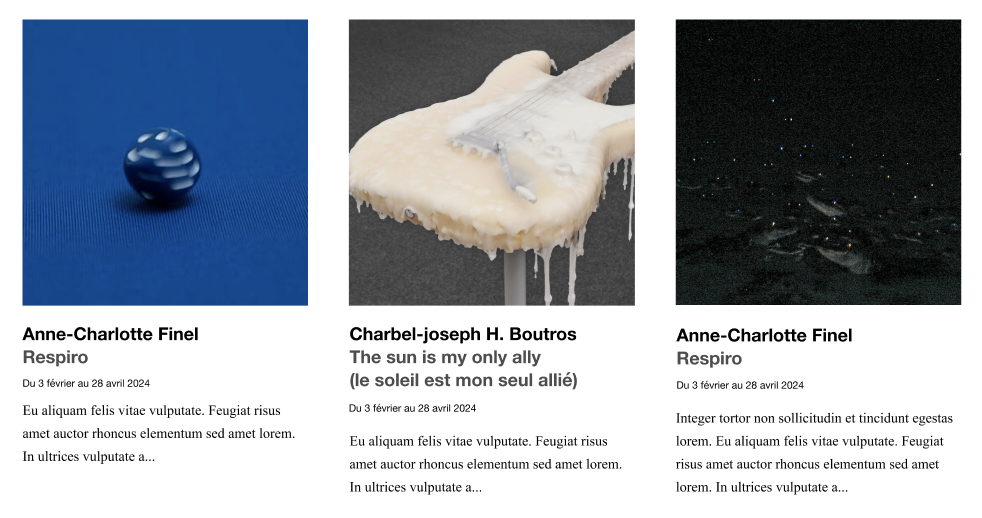 Anne-Charlotte Finel
Respiro
Du 3 février au 28 avril 2024
Eu aliquam felis vitae vulputate. Feugiat risus
amet auctor rhoncus elementum sed amet lorem.
In ultrices vulputate a...
Charbel-joseph H. Boutros
The sun is my only ally
(le soleil est mon seul allié)
Du 3 février au 28 avril 2024
Eu aliquam felis vitae vulputate. Feugiat risus
amet auctor rhoncus elementum sed amet lorem.
In ultrices vulputate a...
Anne-Charlotte Finel
Respiro
Du 3 février au 28 avril 2024
Integer tortor non sollicitudin et tincidunt egestas
lorem. Eu aliquam felis vitae vulputate. Feugiat
risus amet auctor rhoncus elementum sed amet
lorem. In ultrices vulputate a...